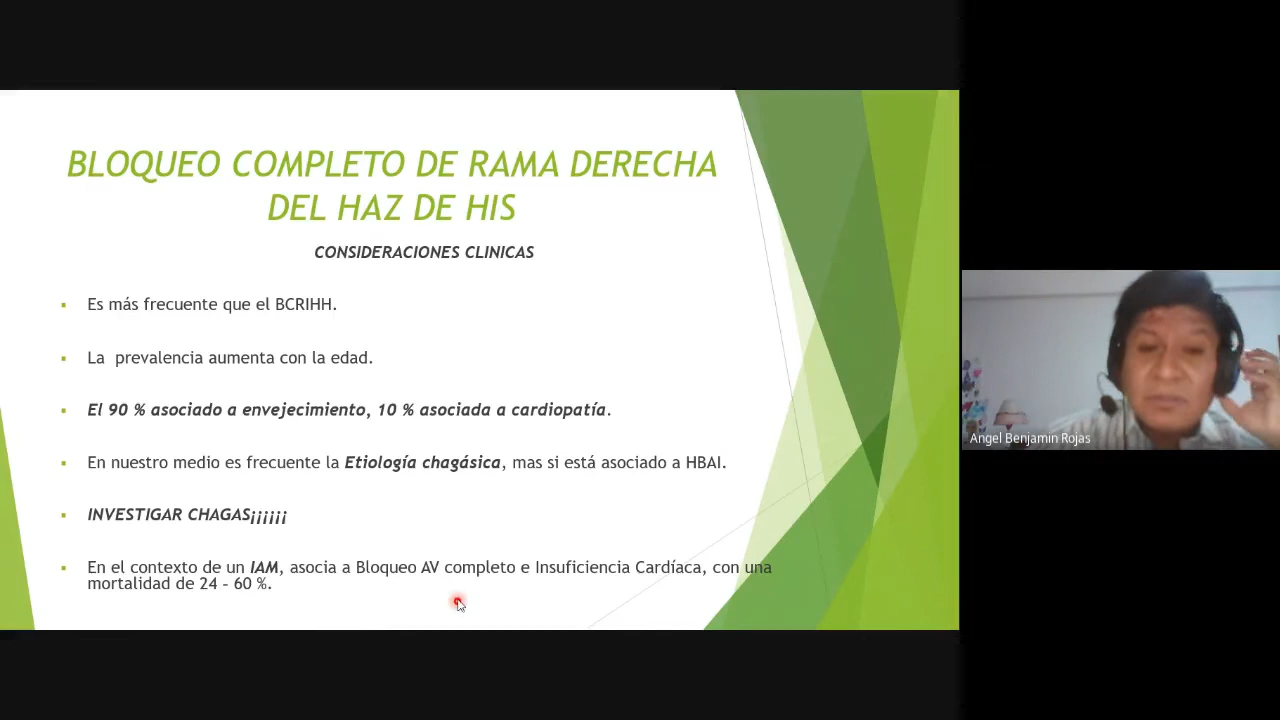 BLOQUEO COMPLETO DE RAMA DERECHA
DEL HAZ DE HIS
CONSIDERACIONES CLINICAS
Es más frecuente que el BCRIHH.
La prevalencia aumenta con la edad.
El 90 % asociado a envejecimiento, 10 % asociada a cardiopatía.
En nuestro medio es frecuente la Etiología chagásica, mas si está asociado a HBAI.
INVESTIGAR CHAGAS¡¡¡¡¡¡
En el contexto de un IAM, asocia a Bloqueo AV completo e Insuficiencia Cardíaca, con una
mortalidad de 24 – 60 %.
Angel Benjamin Rojas